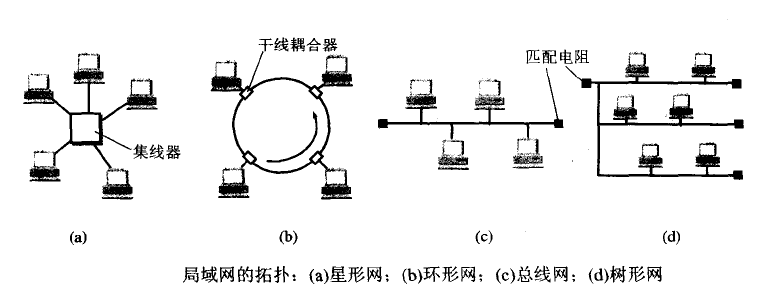 干线耦合器
匹配电阻
集线器
(a)
(b)
(c)
(d)
局域网的拓扑：(a)星形网；(b)环形网；(c)总线网；(d)树形网